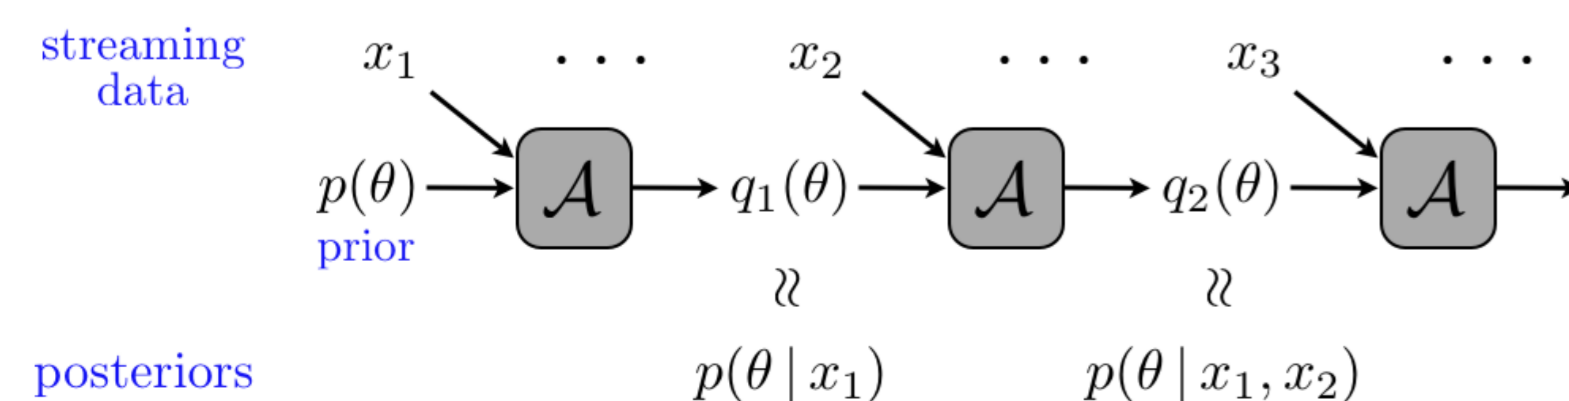 streaming data
x₁ · · · x₂ · · · x₃ · · ·
p(θ) 𝒜 q₁(θ) 𝒜 q₂(θ) 𝒜
prior
≈ ≈
posteriors p(θ | x₁) p(θ | x₁, x₂)